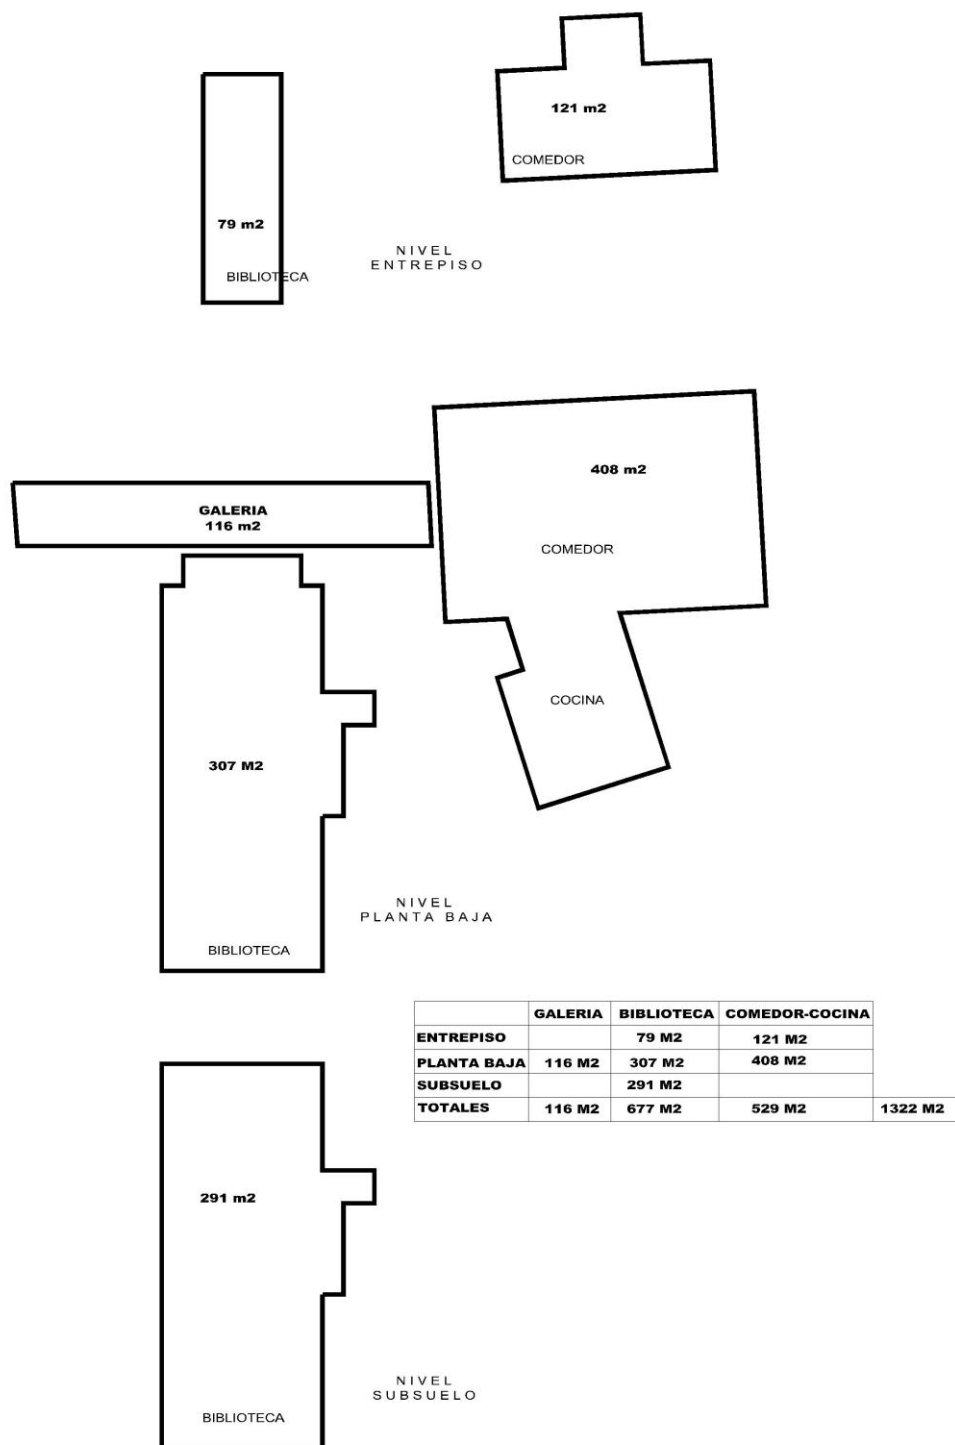 121 m2
COMEDOR
79 m2
BIBLIOTECA
NIVEL
ENTREPISO
408 m2
COMEDOR
GALERIA
116 m2
COCINA
307 M2
BIBLIOTECA
NIVEL
PLANTA BAJA
GALERIA BIBLIOTECA COMEDOR-COCINA
ENTREPISO 79 M2 121 M2
PLANTA BAJA 116 M2 307 M2 408 M2
SUBSUELO 291 M2
TOTALES 116 M2 677 M2 529 M2 1322 M2
291 m2
BIBLIOTECA
NIVEL
SUBSUELO